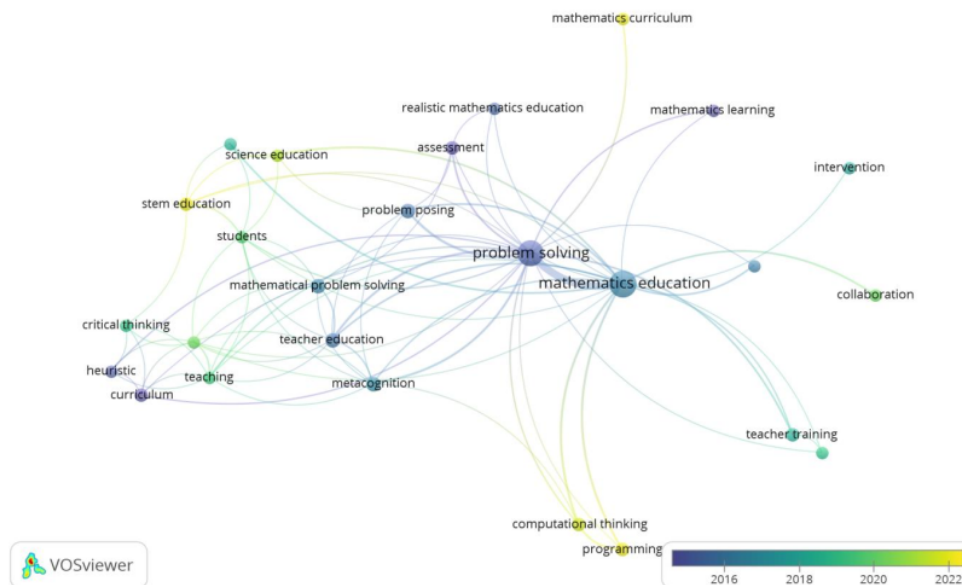 mathematics curriculum
realistic mathematics education
mathematics learning
assessment
science education
intervention
stem education
problem posing
students
problem solving
mathematics education
mathematical problem solving
collaboration
critical thinking
teacher education
heuristic
teaching
metacognition
curriculum
teacher training
computational thinking
programming
VOSviewer
2016 2018 2020 2022